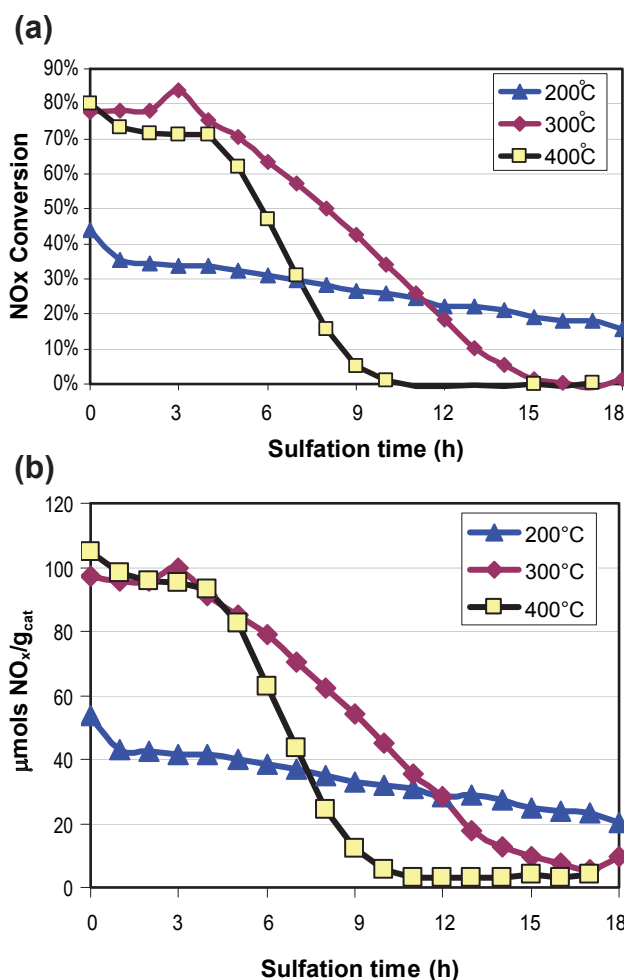 (a)
NOx Conversion
90%
80%
70%
60%
50%
40%
30%
20%
10%
0%
200°C
300°C
400°C
0 3 6 9 12 15 18
Sulfation time (h)
(b)
μmols NOx/gcat
120
100
80
60
40
20
0
200°C
300°C
400°C
0 3 6 9 12 15 18
Sulfation time (h)